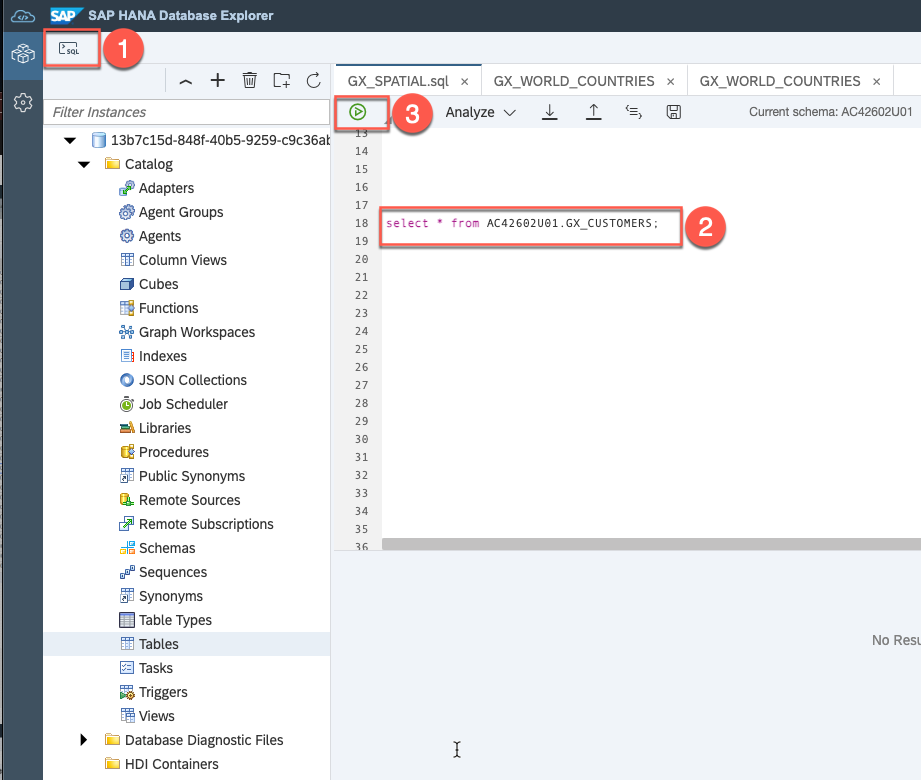 SAP SAP HANA Database Explorer
SQL
1
GX_SPATIAL.sql × GX_WORLD_COUNTRIES × GX_WORLD_COUNTRIES ×
Filter Instances
3
Analyze
Current schema: AC42602U01
13b7c15d-848f-40b5-9259-c9c36ab
Catalog
Adapters
Agent Groups
Agents
Column Views
Cubes
Functions
Graph Workspaces
Indexes
JSON Collections
Job Scheduler
Libraries
Procedures
Public Synonyms
Remote Sources
Remote Subscriptions
Schemas
Sequences
Synonyms
Table Types
Tables
Tasks
Triggers
Views
Database Diagnostic Files
HDI Containers
13
14
15
16
17
18 select * from AC42602U01.GX_CUSTOMERS;
2
19
20
21
22
23
24
25
26
27
28
29
30
31
32
33
34
35
36
No Resu